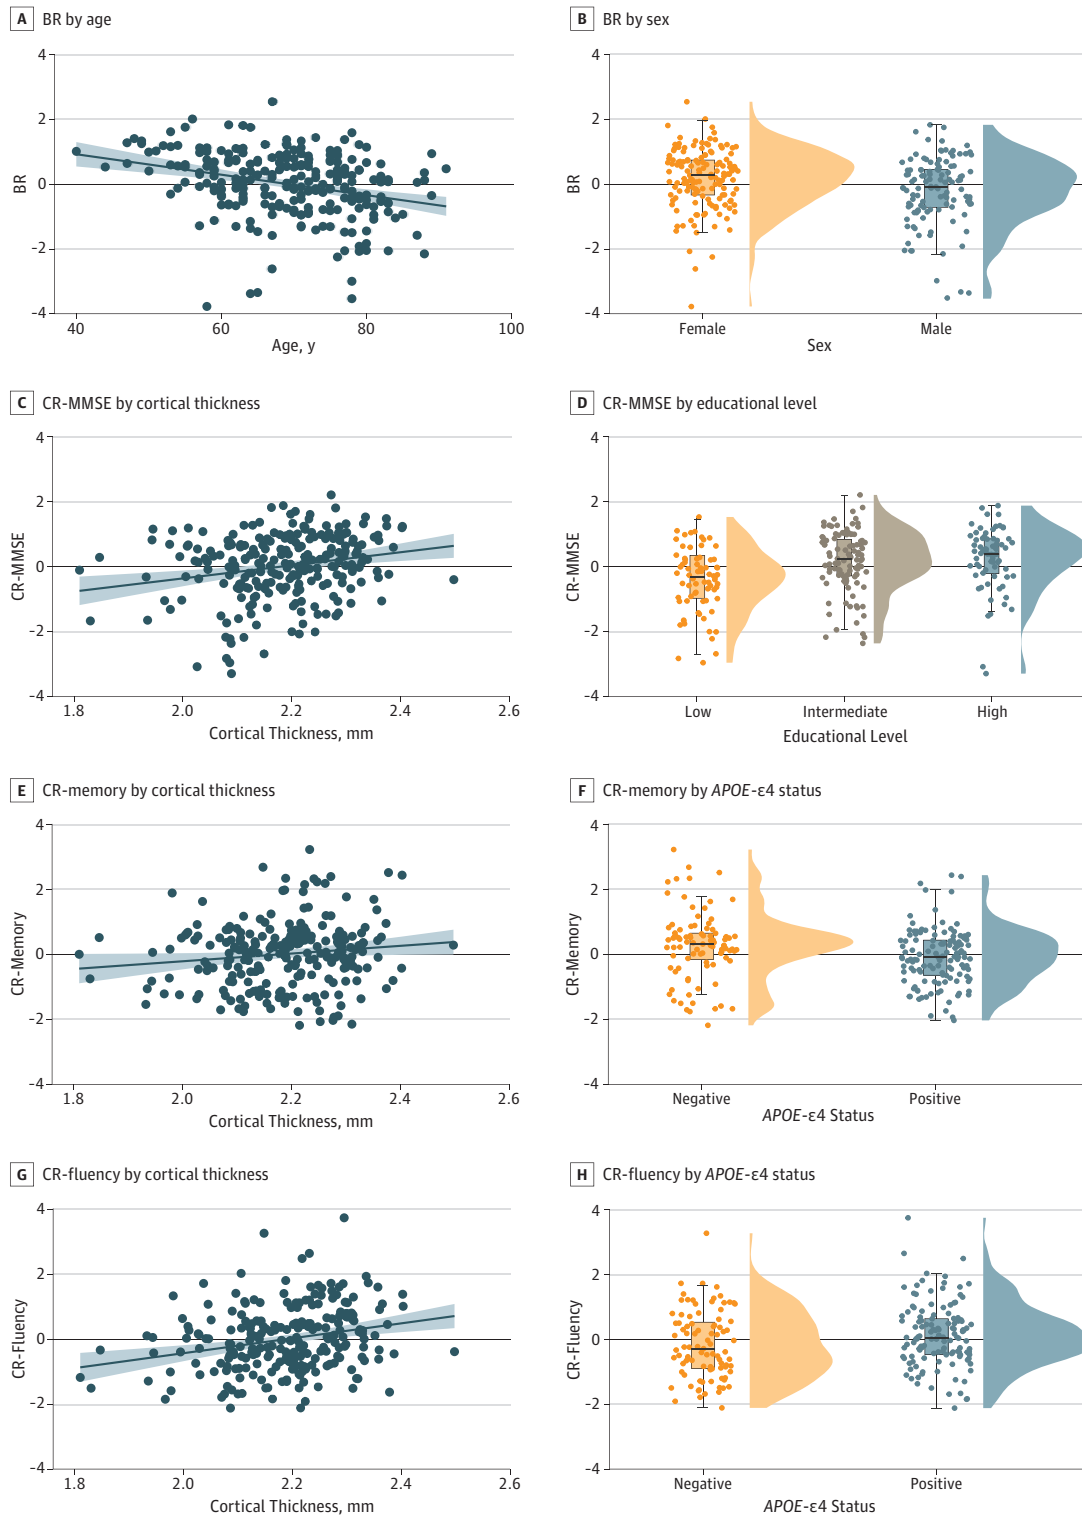 A BR by age
4
2
0
-2
-4
BR
40
60
80
100
Age, y
B BR by sex
4
2
0
-2
-4
BR
Female
Male
Sex
C CR-MMSE by cortical thickness
4
2
0
-2
-4
CR-MMSE
1.8
2.0
2.2
2.4
2.6
Cortical Thickness, mm
D CR-MMSE by educational level
4
2
0
-2
-4
CR-MMSE
Low
Intermediate
High
Educational Level
E CR-memory by cortical thickness
4
2
0
-2
-4
CR-Memory
1.8
2.0
2.2
2.4
2.6
Cortical Thickness, mm
F CR-memory by APOE-ε4 status
4
2
0
-2
-4
CR-Memory
Negative
Positive
APOE-ε4 Status
G CR-fluency by cortical thickness
4
2
0
-2
-4
CR-Fluency
1.8
2.0
2.2
2.4
2.6
Cortical Thickness, mm
H CR-fluency by APOE-ε4 status
4
2
0
-2
-4
CR-Fluency
Negative
Positive
APOE-ε4 Status